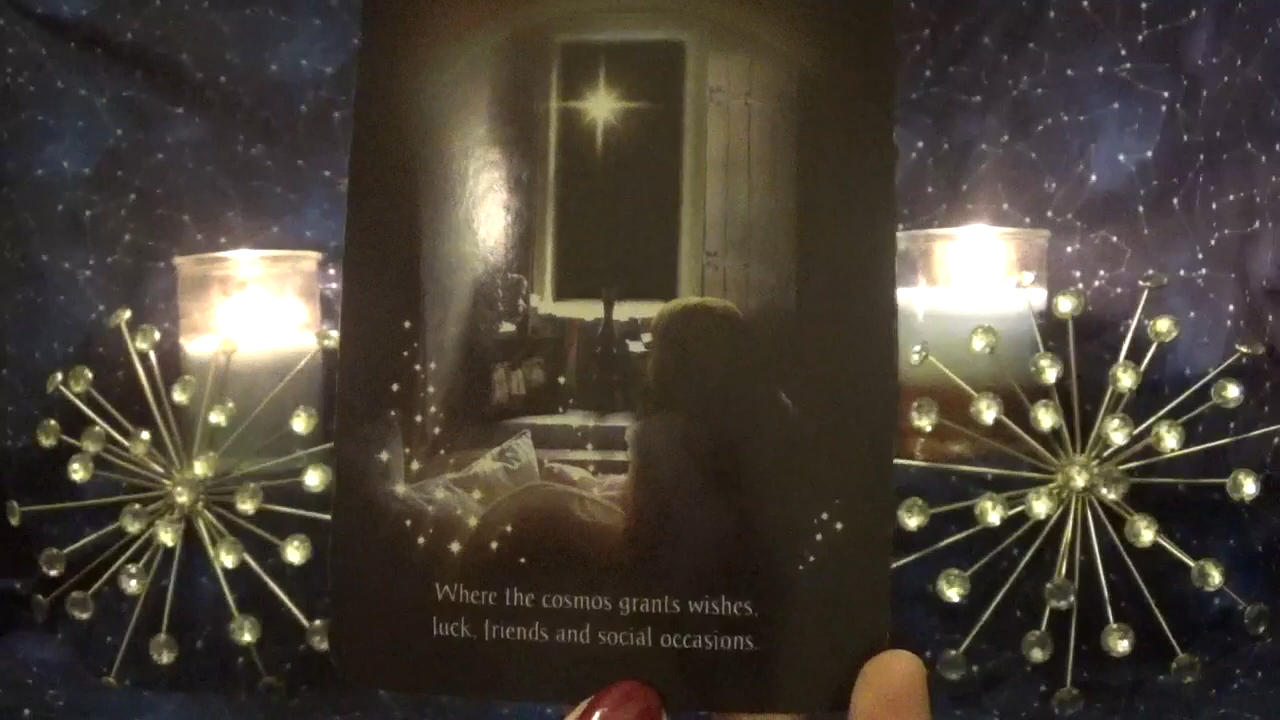 Where the cosmos grants wishes,
luck, friends and social occasions.